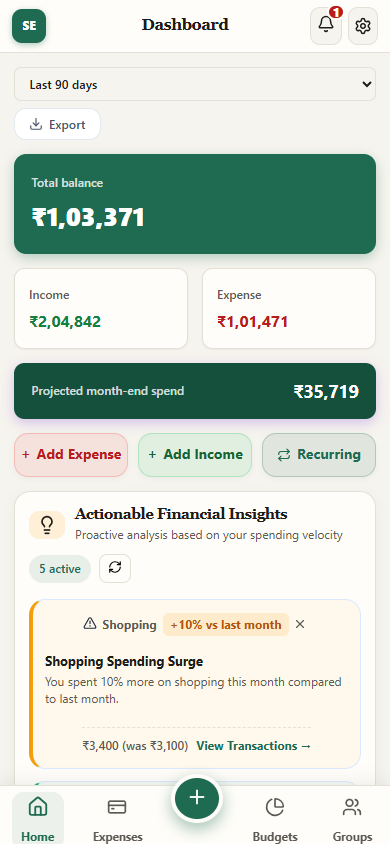 SE
Dashboard
1
Last 90 days
Export
Total balance
₹1,03,371
Income
₹2,04,842
Expense
₹1,01,471
Projected month-end spend
₹35,719
+ Add Expense
+ Add Income
Recurring
Actionable Financial Insights
Proactive analysis based on your spending velocity
5 active
Shopping
+10% vs last month
Shopping Spending Surge
You spent 10% more on shopping this month compared
to last month.
₹3,400 (was ₹3,100) View Transactions →
Home
Expenses
Budgets
Groups